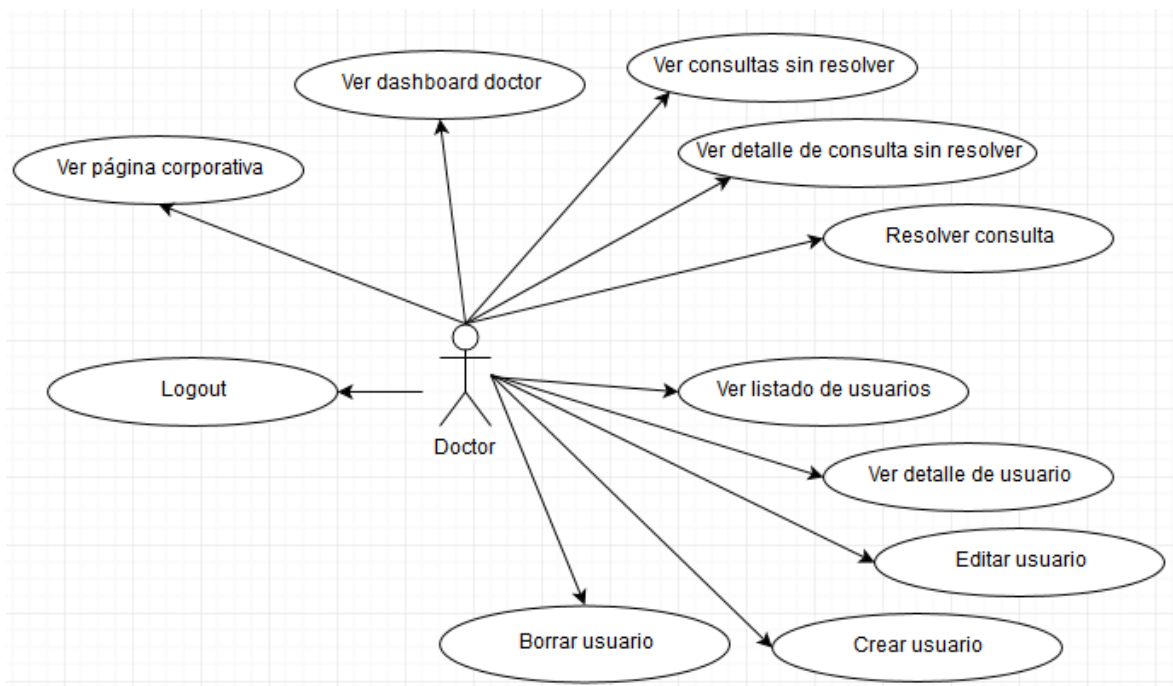 Ver consultas sin resolver
Ver dashboard doctor
Ver detalle de consulta sin resolver
Ver página corporativa
Resolver consulta
Logout
Ver listado de usuarios
Doctor
Ver detalle de usuario
Editar usuario
Borrar usuario
Crear usuario